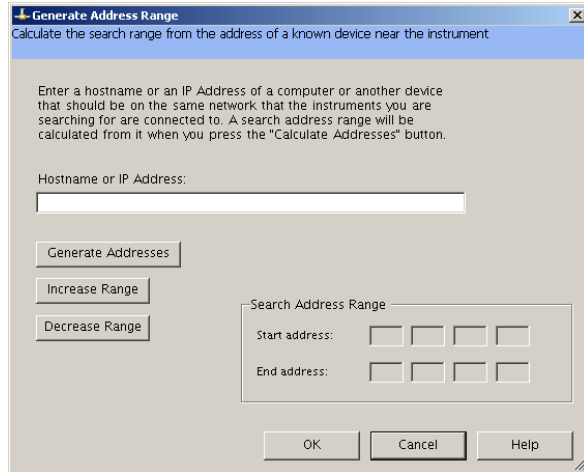 Generate Address Range
Calculate the search range from the address of a known device near the instrument
Enter a hostname or an IP Address of a computer or another device
that should be on the same network that the instruments you are
searching for are connected to. A search address range will be
calculated from it when you press the "Calculate Addresses" button.
Hostname or IP Address:
Generate Addresses
Increase Range
Decrease Range
Search Address Range
Start address:
End address:
OK
Cancel
Help